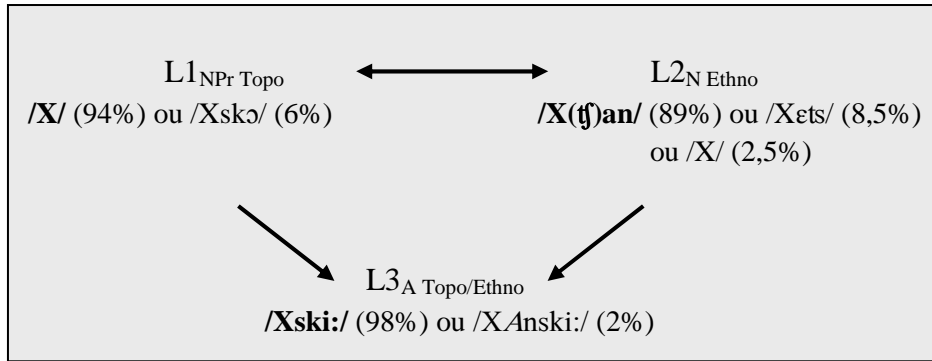 L1NPr Topo
L2N Ethno
/X/ (94%) ou /Xskɔ/ (6%)
/X(ʧ)an/ (89%) ou /Xɛts/ (8,5%)
ou /X/ (2,5%)
L3A Topo/Ethno
/Xski:/ (98%) ou /XAnski:/ (2%)